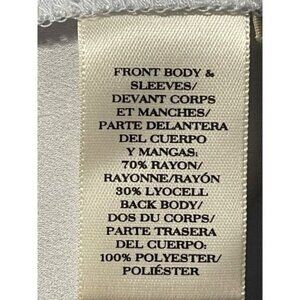 FRONT BODY &
SLEEVES/
DEVANT CORPS
ET MANCHES/
PARTE DELANTERA
DEL CUERPO
Y MANGAS:
70% RAYON/
RAYONNE/RAYÓN
30% LYOCELL
BACK BODY/
DOS DU CORPS/
PARTE TRASERA
DEL CUERPO:
100% POLYESTER/
POLIÉSTER